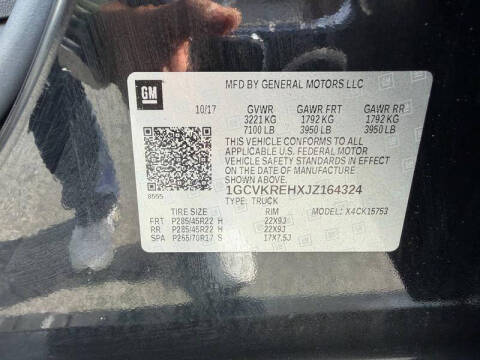 GM
MFD BY GENERAL MOTORS LLC
10/17 GVWR GAWR FRT GAWR RR
3221 KG 1792 KG 1792 KG
7100 LB 3950 LB 3950 LB
THIS VEHICLE CONFORMS TO ALL
APPLICABLE U.S. FEDERAL MOTOR
VEHICLE SAFETY STANDARDS IN EFFECT
ON THE DATE OF MANUFACTURE
SHOWN ABOVE.
8595 1GCVKREHXJZ164324
TYPE: TRUCK
TIRE SIZE RIM MODEL: X4CK15753
FRT P285/45R22 H 22X9J
RR P285/45R22 H 22X9J
SPA P255/70R17 S 17X7.5J